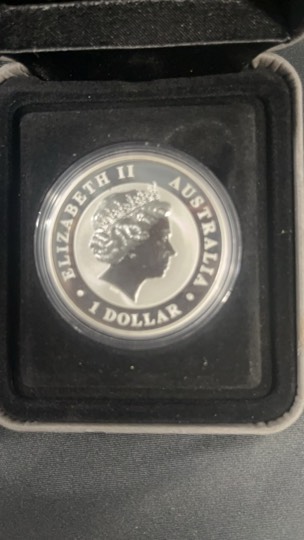 ELIZABETH II
AUSTRALIA
• 1 DOLLAR •